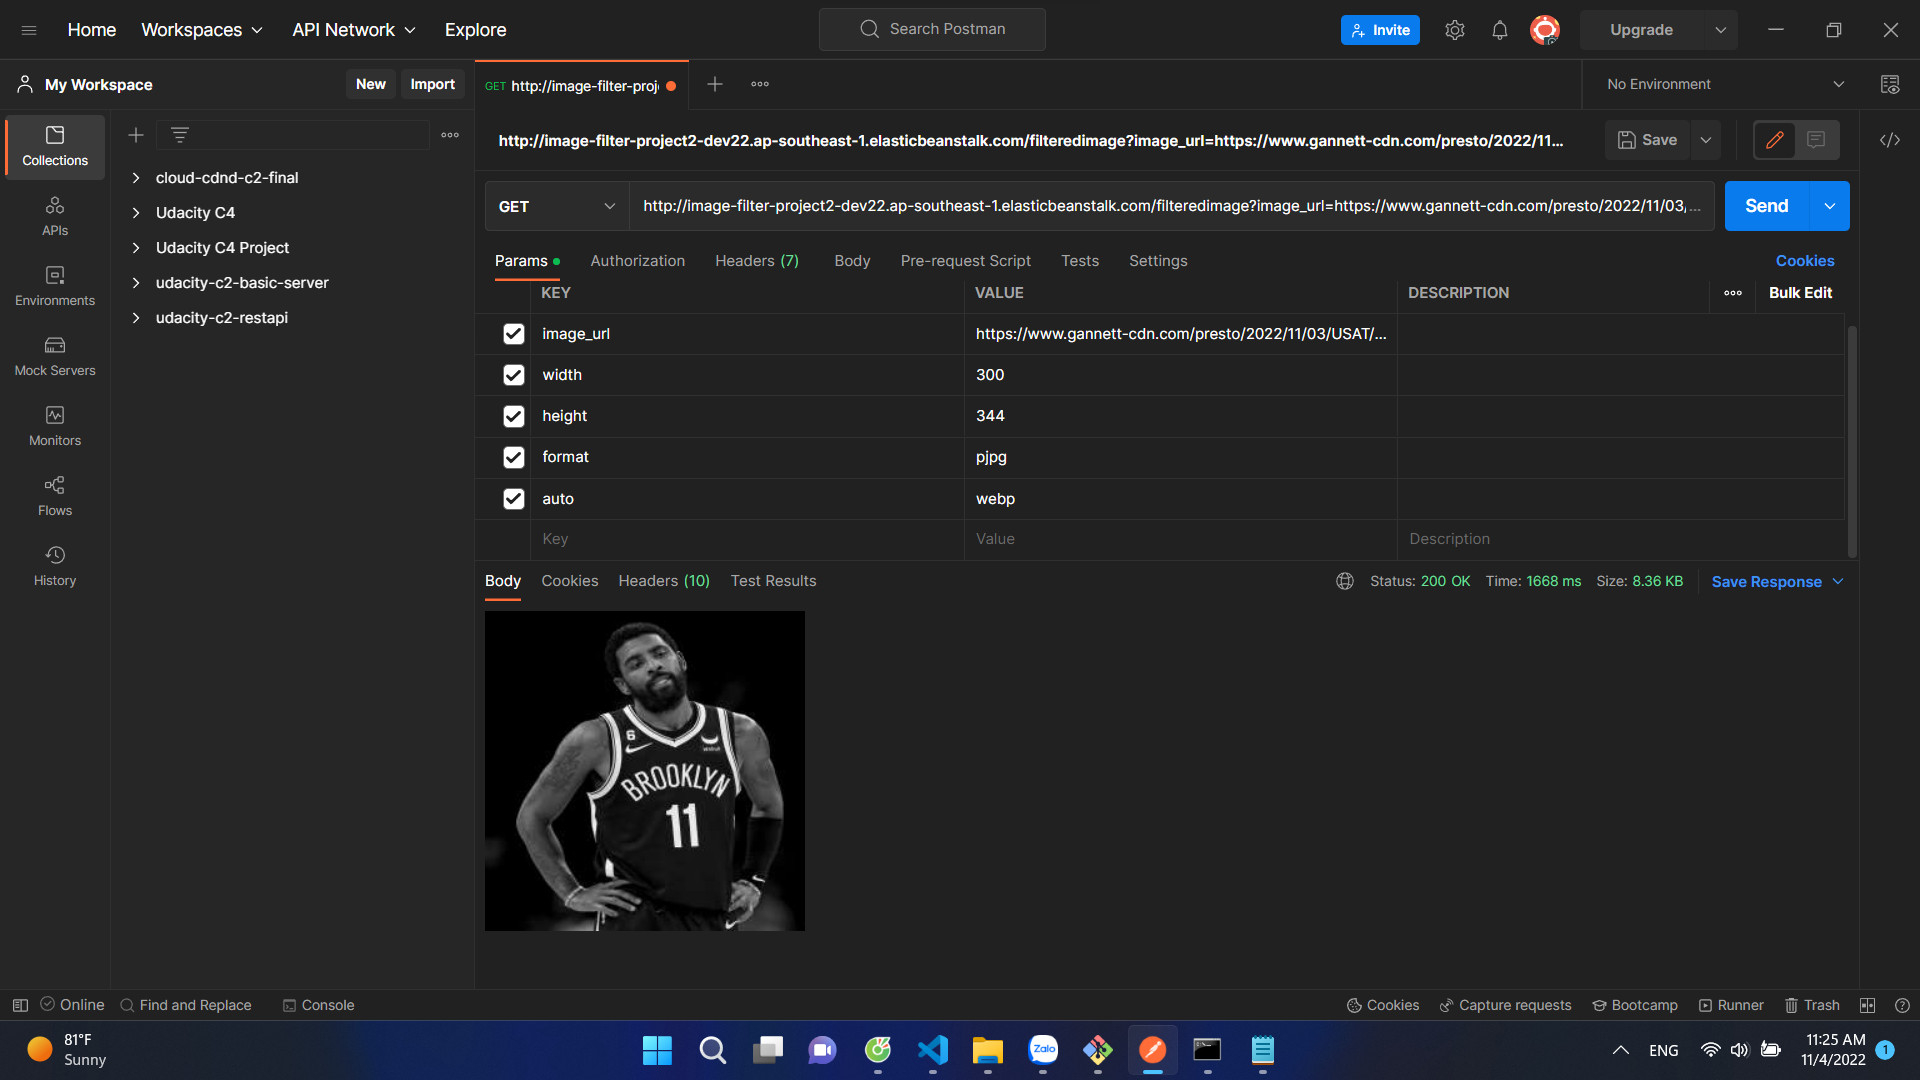 Home
Workspaces
API Network
Explore
Search Postman
Invite
Upgrade
My Workspace
New
Import
GET http://image-filter-proj
No Environment
http://image-filter-project2-dev22.ap-southeast-1.elasticbeanstalk.com/filteredimage?image_url=https://www.gannett-cdn.com/presto/2022/11...
Save
GET
http://image-filter-project2-dev22.ap-southeast-1.elasticbeanstalk.com/filteredimage?image_url=https://www.gannett-cdn.com/presto/2022/11/03/...
Send
Collections
APIs
Environments
Mock Servers
Monitors
Flows
History
cloud-cdnd-c2-final
Udacity C4
Udacity C4 Project
udacity-c2-basic-server
udacity-c2-restapi
Params
Authorization
Headers (7)
Body
Pre-request Script
Tests
Settings
Cookies
KEY VALUE DESCRIPTION Bulk Edit
image_url https://www.gannett-cdn.com/presto/2022/11/03/USAT/...
width 300
height 344
format pjpg
auto webp
Key Value Description
Body
Cookies
Headers (10)
Test Results
Status: 200 OK
Time: 1668 ms
Size: 8.36 KB
Save Response
6
BROOKLYN
11
Online
Find and Replace
Console
Cookies
Capture requests
Bootcamp
Runner
Trash
81°F
Sunny
Zalo
ENG
11:25 AM
11/4/2022
1